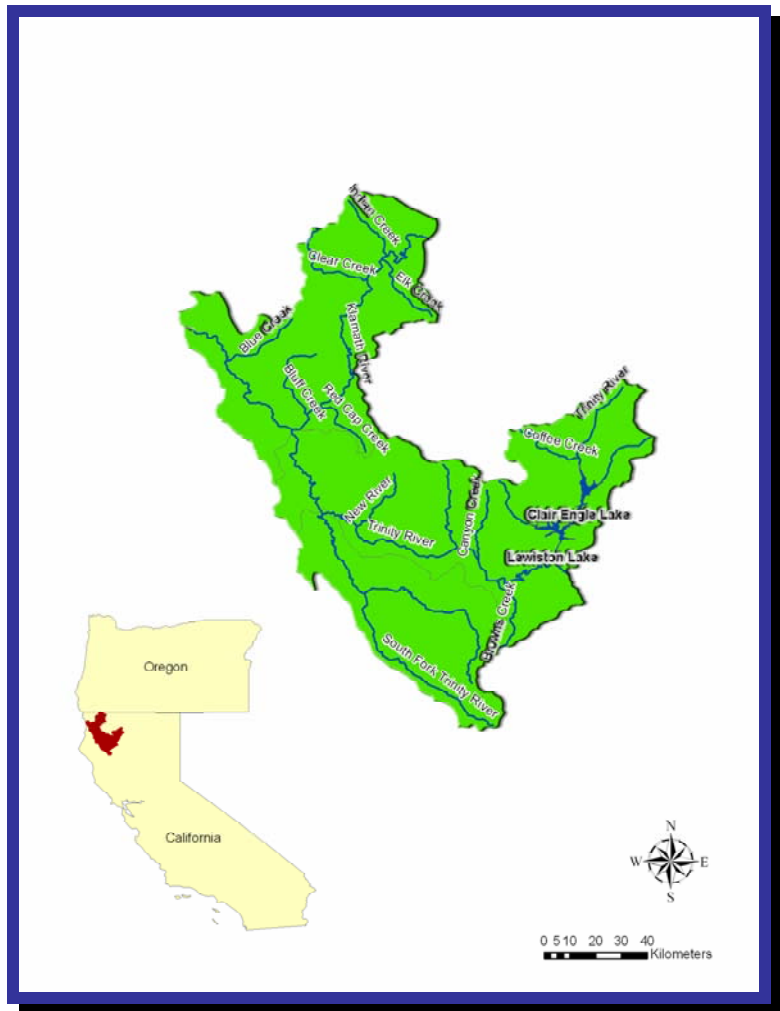 Indian Creek
Clear Creek
Elk Creek
Blue Creek
Klamath River
Bluff Creek
Red Cap Creek
Trinity River
Coffee Creek
New River
Trinity River
Canyon Creek
Clair Engle Lake
Lewiston Lake
Browns Creek
South Fork Trinity River
Oregon
California
N
W E
S
0 5 10 20 30 40
Kilometers